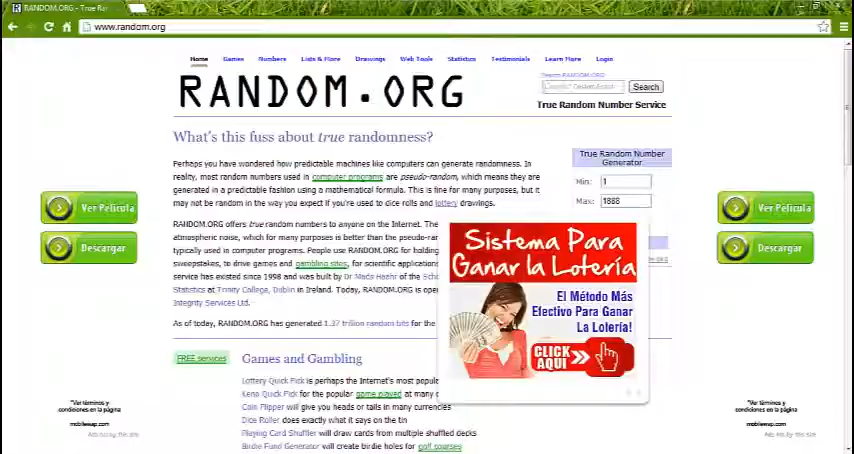 RANDOM.ORG - True Ra
www.random.org
Home Games Numbers Lists & More Drawings Web Tools Statistics Testimonials Learn More Login
RANDOM.ORG
Search RANDOM.ORG
Search
True Random Number Service
What's this fuss about true randomness?
Perhaps you have wondered how predictable machines like computers can generate randomness. In
reality, most random numbers used in computer programs are pseudo-random, which means they are
generated in a predictable fashion using a mathematical formula. This is fine for many purposes, but it
may not be random in the way you expect if you're used to dice rolls and lottery drawings.
RANDOM.ORG offers true random numbers to anyone on the Internet. The
atmospheric noise, which for many purposes is better than the pseudo-ran
typically used in computer programs. People use RANDOM.ORG for holding
sweepstakes, to drive games and gambling sites, for scientific applications
service has existed since 1998 and was built by Dr Mads Haahr of the Scho
Statistics at Trinity College, Dublin in Ireland. Today, RANDOM.ORG is oper
Integrity Services Ltd.
As of today, RANDOM.ORG has generated 1.37 trillion random bits for the
True Random Number
Generator
Min: 1
Max: 1888
Ver Película
Descargar
Ver Película
Descargar
Sistema Para
Ganar la Lotería
El Método Más
Efectivo Para Ganar
La Lotería!
CLICK
AQUI
FREE services
Games and Gambling
Lottery Quick Pick is perhaps the Internet's most popul
Keno Quick Pick for the popular game played at many
Coin Flipper will give you heads or tails in many currencies
Dice Roller does exactly what it says on the tin
Playing Card Shuffler will draw cards from multiple shuffled decks
Birdie Fund Generator will create birdie holes for golf courses
*Ver términos y
condiciones en la página
mobilewap.com
Ads not by this site
*Ver términos y
condiciones en la página
mobilewap.com
Ads not by this site